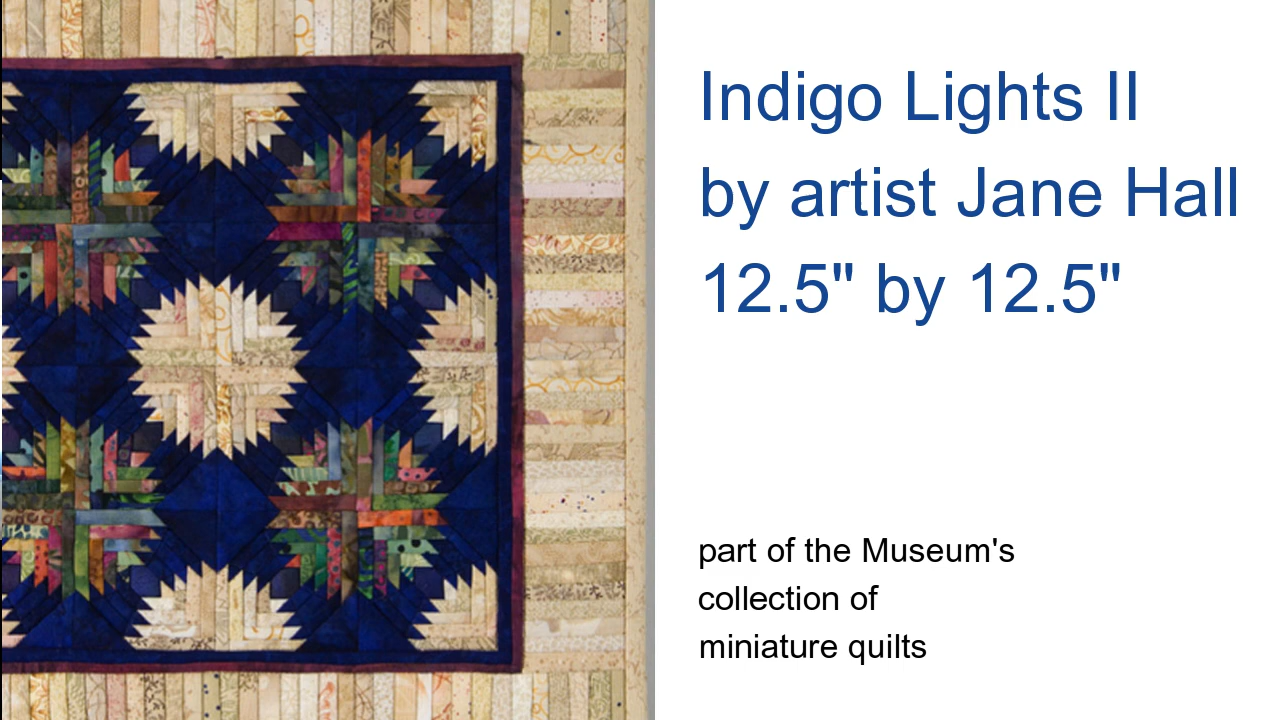 Indigo Lights II
by artist Jane Hall
12.5" by 12.5"
part of the Museum's
collection of
miniature quilts